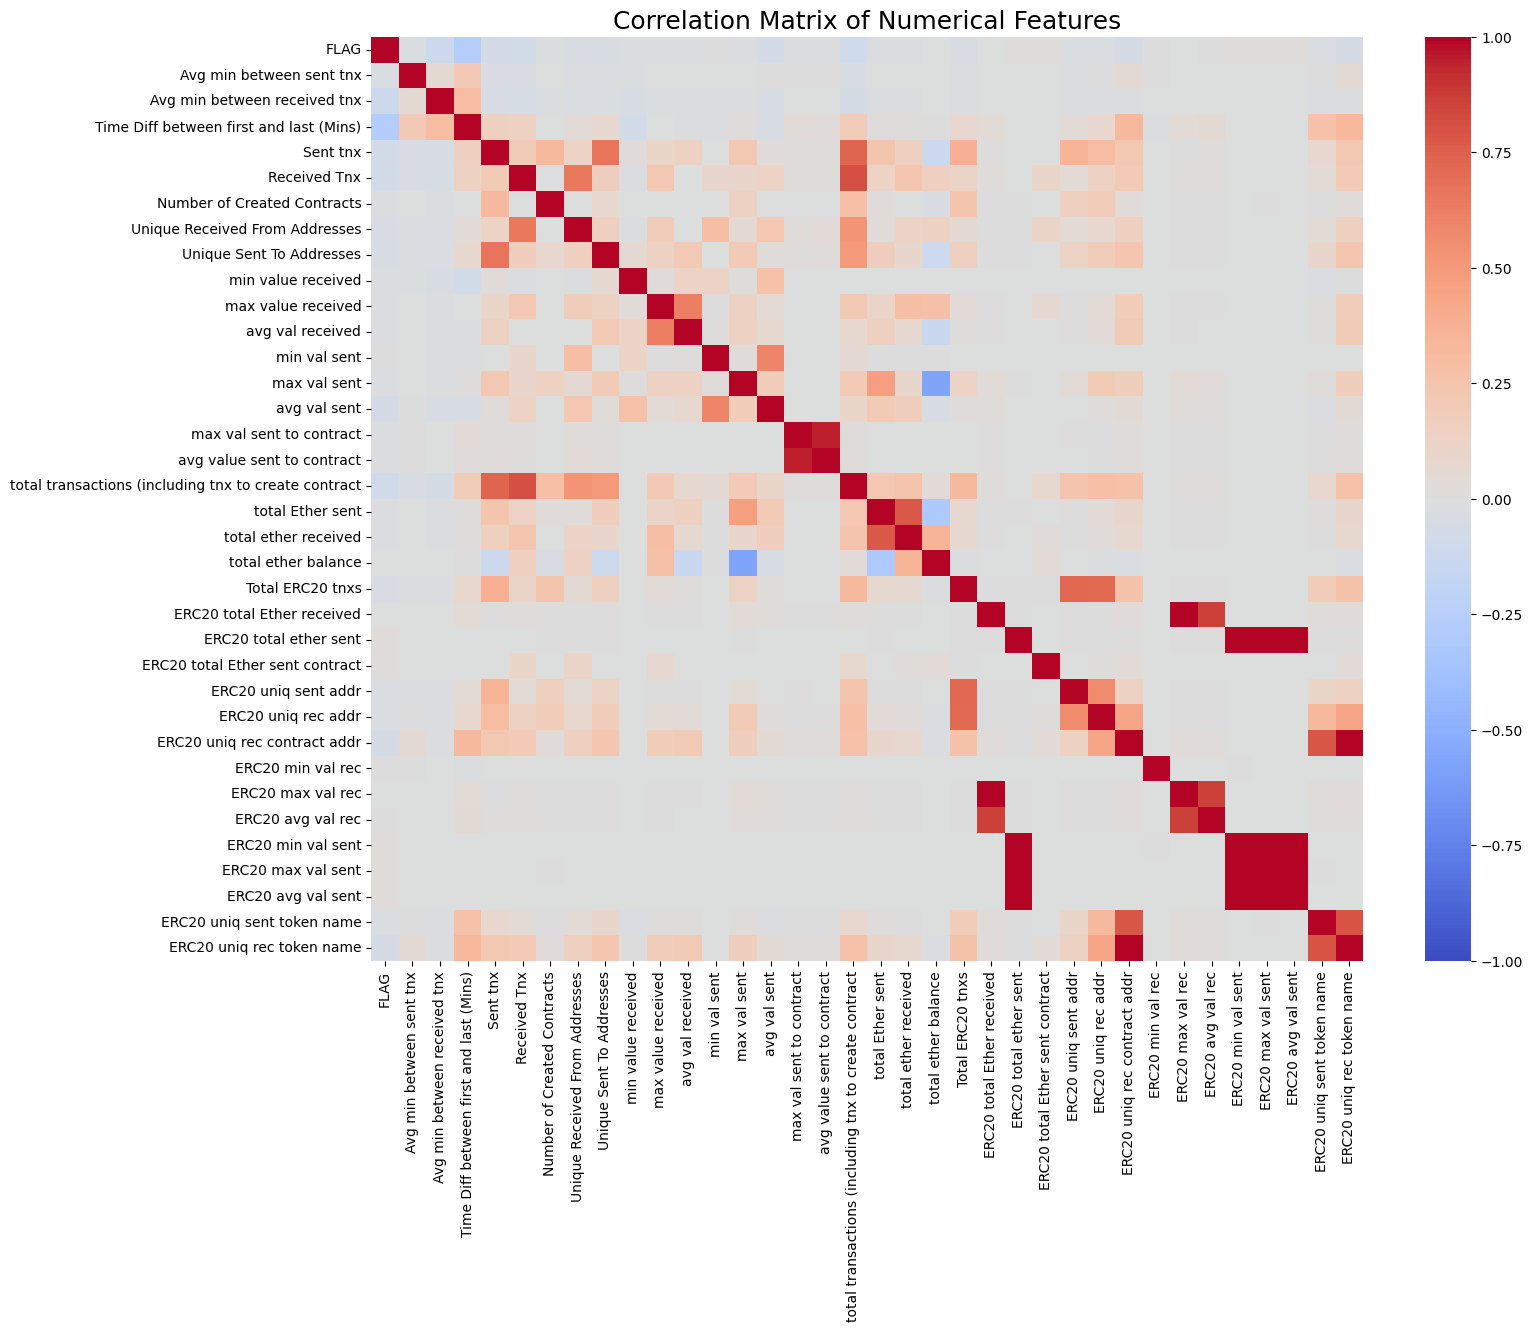 Correlation Matrix of Numerical Features
FLAG
Avg min between sent tnx
Avg min between received tnx
Time Diff between first and last (Mins)
Sent tnx
Received Tnx
Number of Created Contracts
Unique Received From Addresses
Unique Sent To Addresses
min value received
max value received
avg val received
min val sent
max val sent
avg val sent
max val sent to contract
avg value sent to contract
total transactions (including tnx to create contract
total Ether sent
total ether received
total ether balance
Total ERC20 tnxs
ERC20 total Ether received
ERC20 total ether sent
ERC20 total Ether sent contract
ERC20 uniq sent addr
ERC20 uniq rec addr
ERC20 uniq rec contract addr
ERC20 min val rec
ERC20 max val rec
ERC20 avg val rec
ERC20 min val sent
ERC20 max val sent
ERC20 avg val sent
ERC20 uniq sent token name
ERC20 uniq rec token name
FLAG
Avg min between sent tnx
Avg min between received tnx
Time Diff between first and last (Mins)
Sent tnx
Received Tnx
Number of Created Contracts
Unique Received From Addresses
Unique Sent To Addresses
min value received
max value received
avg val received
min val sent
max val sent
avg val sent
max val sent to contract
avg value sent to contract
total transactions (including tnx to create contract
total Ether sent
total ether received
total ether balance
Total ERC20 tnxs
ERC20 total Ether received
ERC20 total ether sent
ERC20 total Ether sent contract
ERC20 uniq sent addr
ERC20 uniq rec addr
ERC20 uniq rec contract addr
ERC20 min val rec
ERC20 max val rec
ERC20 avg val rec
ERC20 min val sent
ERC20 max val sent
ERC20 avg val sent
ERC20 uniq sent token name
ERC20 uniq rec token name
1.00
0.75
0.50
0.25
0.00
−0.25
−0.50
−0.75
−1.00